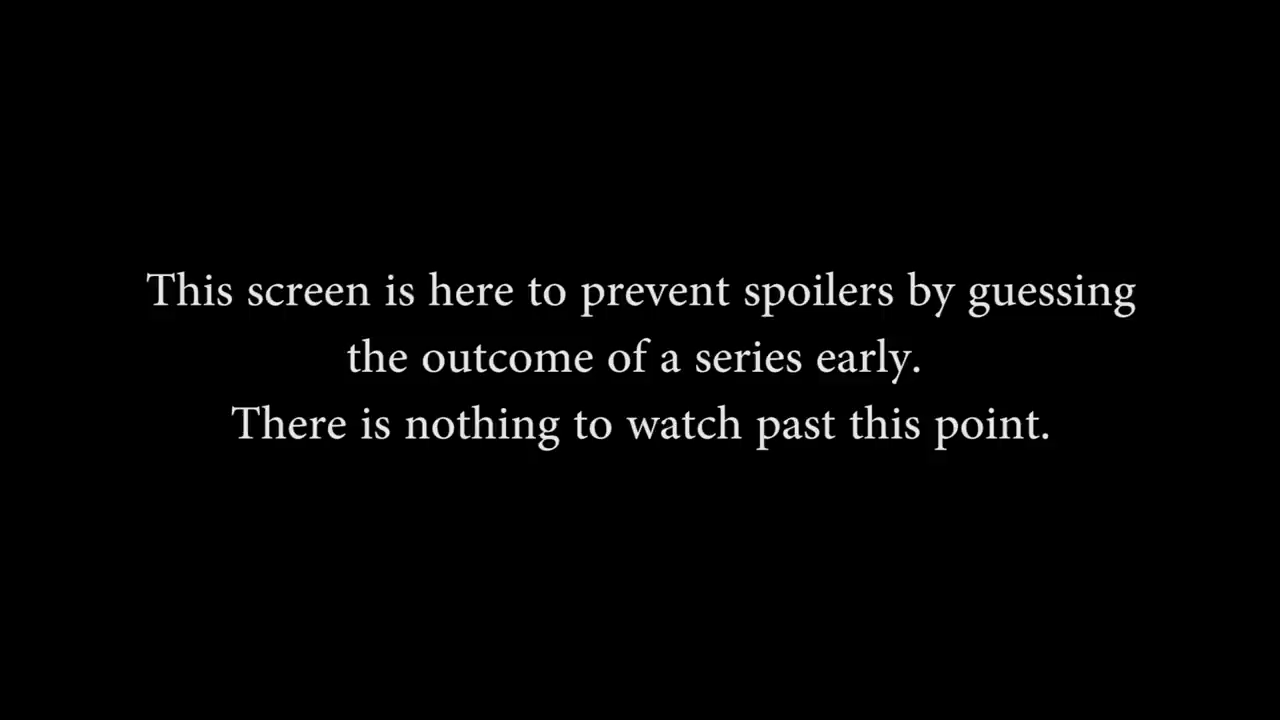 This screen is here to prevent spoilers by guessing
the outcome of a series early.
There is nothing to watch past this point.